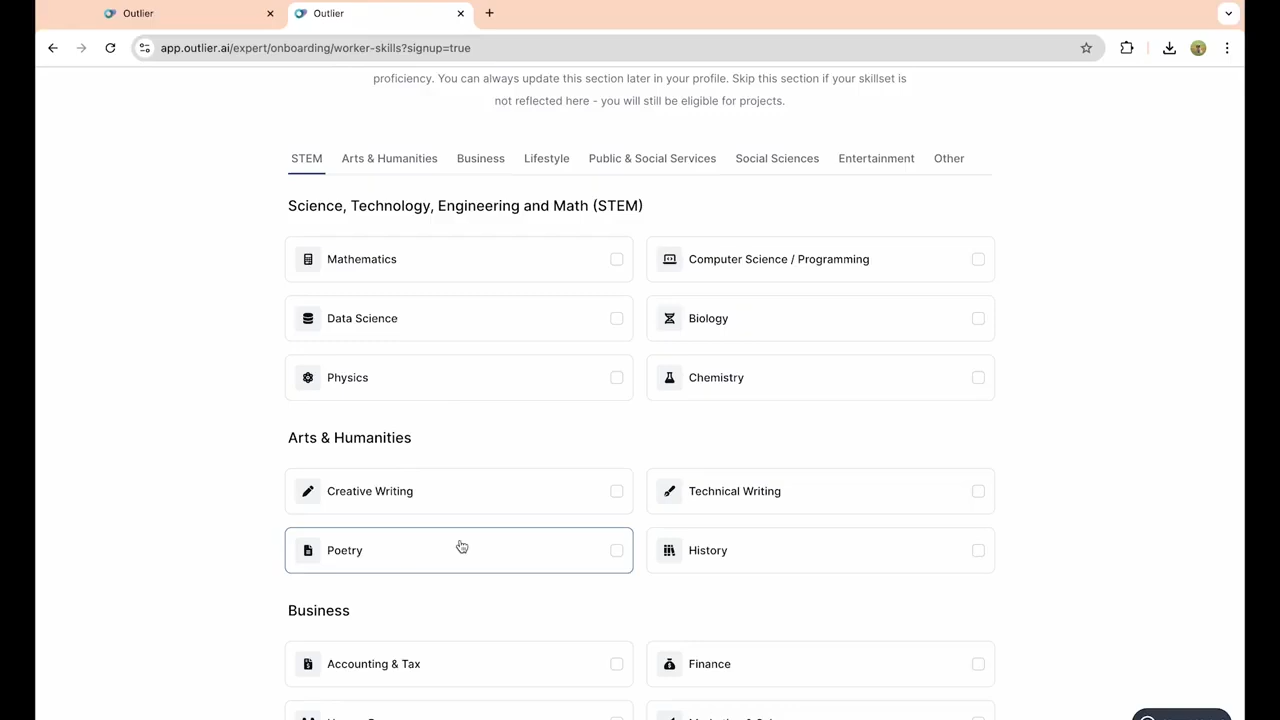 Outlier
Outlier
app.outlier.ai/expert/onboarding/worker-skills?signup=true
proficiency. You can always update this section later in your profile. Skip this section if your skillset is
not reflected here - you will still be eligible for projects.
STEM Arts & Humanities Business Lifestyle Public & Social Services Social Sciences Entertainment Other
Science, Technology, Engineering and Math (STEM)
Mathematics
Computer Science / Programming
Data Science
Biology
Physics
Chemistry
Arts & Humanities
Creative Writing
Technical Writing
Poetry
History
Business
Accounting & Tax
Finance